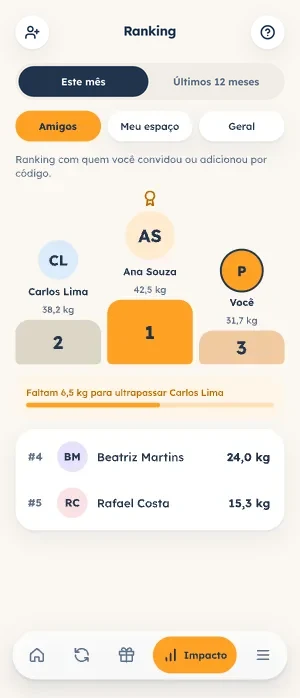 Ranking
Este mês
Últimos 12 meses
Amigos
Meu espaço
Geral
Ranking com quem você convidou ou adicionou por
código.
AS
Ana Souza
42,5 kg
1
CL
Carlos Lima
38,2 kg
2
P
Você
31,7 kg
3
Faltam 6,5 kg para ultrapassar Carlos Lima
#4 BM Beatriz Martins 24,0 kg
#5 RC Rafael Costa 15,3 kg
Impacto